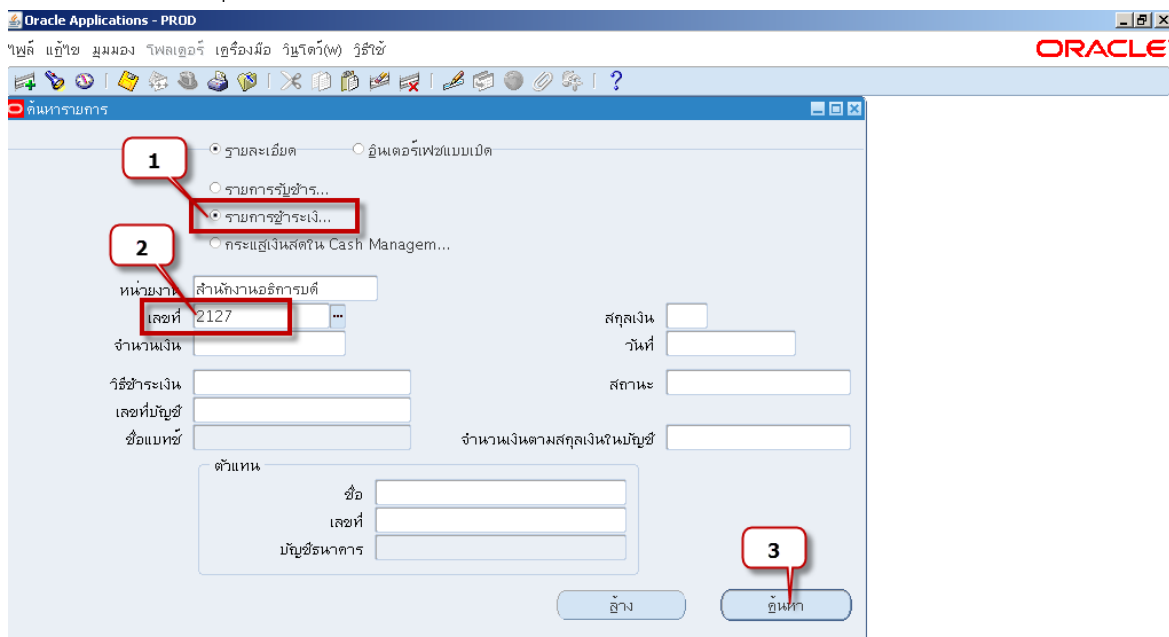 Oracle Applications - PROD
ไฟล์ แก้ไข มุมมอง โฟลเดอร์ เครื่องมือ วินโดว์(w) วิธีใช้
ORACLE
ค้นหารายการ
1
รายละเอียด อินเตอร์เฟซแบบเปิด
รายการรับชำร...
รายการชำระเงิ...
2
กระแสเงินสดใน Cash Managem...
หน่วยงาน สำนักงานอธิการบดี
เลขที่ 2127 สกุลเงิน
จำนวนเงิน วันที่
วิธีชำระเงิน สถานะ
เลขที่บัญชี
ชื่อแบทช์ จำนวนเงินตามสกุลเงินในบัญชี
ตัวแทน
ชื่อ
เลขที่
บัญชีธนาคาร
3
ล้าง ค้นหา